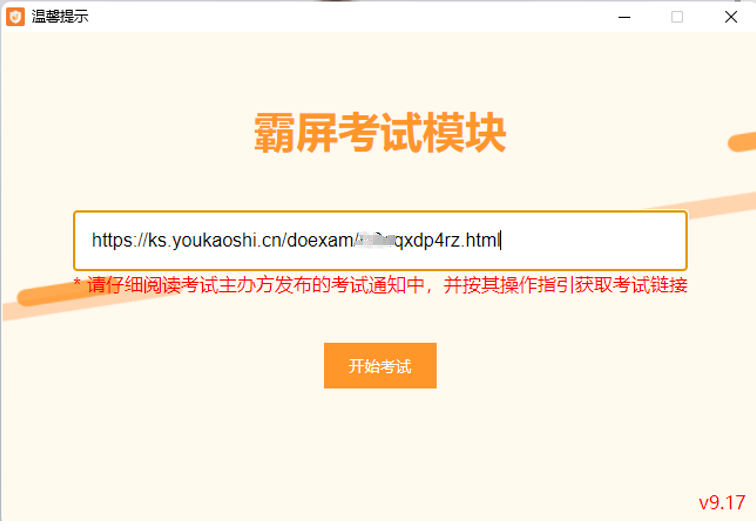 温馨提示
霸屏考试模块
https://ks.youkaoshi.cn/doexam/ qxdp4rz.html
* 请仔细阅读考试主办方发布的考试通知中，并按其操作指引获取考试链接
开始考试
v9.17